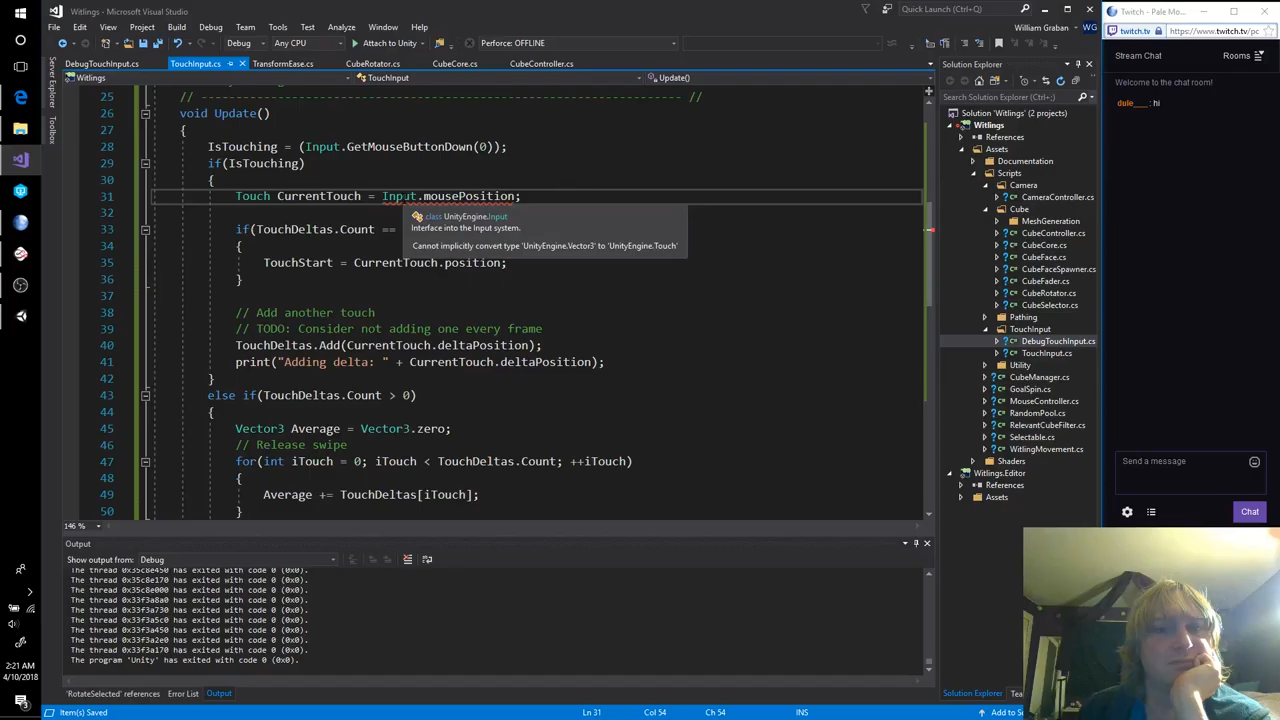 Witlings - Microsoft Visual Studio
Quick Launch (Ctrl+Q)
File Edit View Project Build Debug
William Graban WG
Debug Any CPU Attach to
DebugTouchInput.cs TouchInput.cs TransformEase.cs CubeRotator.cs CubeCore.cs CubeController.cs
Witlings TouchInput Update()
Server Explorer
Toolbox
25 // --- //
26 void Update()
27 {
28 IsTouching = (Input.GetMouseButtonDown(0));
29 if(IsTouching)
30 {
31 Touch CurrentTouch = Input.mousePosition;
32
class UnityEngine.Input
Interface into the Input system.
Cannot implicitly convert type 'UnityEngine.Vector3' to 'UnityEngine.Touch'
33 if(TouchDeltas.Count ==
34 {
35 TouchStart = CurrentTouch.position;
36 }
37
38 // Add another touch
39 // TODO: Consider not adding one every frame
40 TouchDeltas.Add(CurrentTouch.deltaPosition);
41 print("Adding delta: " + CurrentTouch.deltaPosition);
42 }
43 else if(TouchDeltas.Count > 0)
44 {
45 Vector3 Average = Vector3.zero;
46 // Release swipe
47 for(int iTouch = 0; iTouch < TouchDeltas.Count; ++iTouch)
48 {
49 Average += TouchDeltas[iTouch];
50 }
146 %
Output
Show output from: Debug
The thread 0x35c8e450 has exited with code 0 (0x0).
The thread 0x35c8e170 has exited with code 0 (0x0).
The thread 0x35c8e000 has exited with code 0 (0x0).
The thread 0x33f3a8a0 has exited with code 0 (0x0).
The thread 0x33f3a730 has exited with code 0 (0x0).
The thread 0x33f3a5c0 has exited with code 0 (0x0).
The thread 0x33f3a450 has exited with code 0 (0x0).
The thread 0x33f3a2e0 has exited with code 0 (0x0).
The thread 0x33f3a170 has exited with code 0 (0x0).
The program 'Unity' has exited with code 0 (0x0).
'RotateSelected' references Error List Output
Item(s) Saved Ln 31 Col 54 Ch 54 INS Add to So
Solution Explorer
Search Solution Explorer (Ctrl+;)
Solution 'Witlings' (2 projects)
Witlings
References
Assets
Documentation
Scripts
Camera
CameraController.cs
Cube
MeshGeneration
CubeController.cs
CubeCore.cs
CubeFace.cs
CubeFaceSpawner.cs
CubeFader.cs
CubeRotator.cs
CubeSelector.cs
Pathing
TouchInput
DebugTouchInput.cs
TouchInput.cs
Utility
CubeManager.cs
GoalSpin.cs
MouseController.cs
RandomPool.cs
RelevantCubeFilter.cs
Selectable.cs
WitlingMovement.cs
Shaders
Witlings.Editor
References
Assets
Solution Explorer Tea
Twitch - Pale Mo...
twitch.tv https://www.twitch.tv/po
Stream Chat Rooms
Welcome to the chat room!
dule___: hi
Send a message
Chat
2:21 AM
4/10/2018